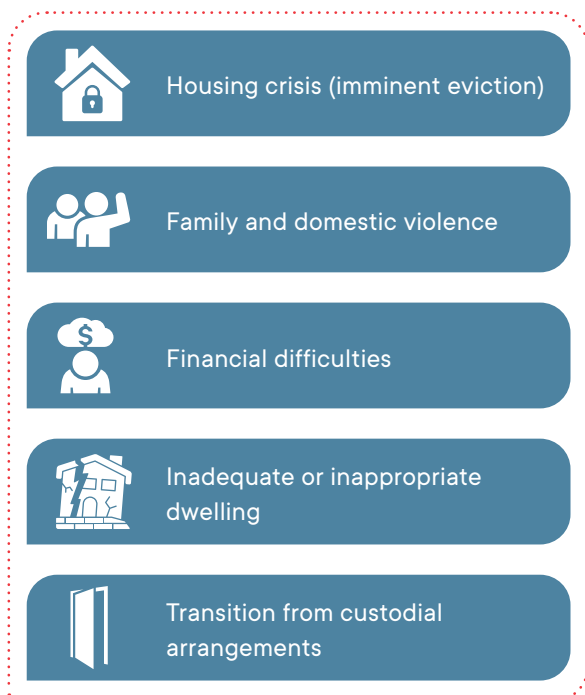 Housing crisis (imminent eviction)
Family and domestic violence
$
Financial difficulties
Inadequate or inappropriate
dwelling
Transition from custodial
arrangements